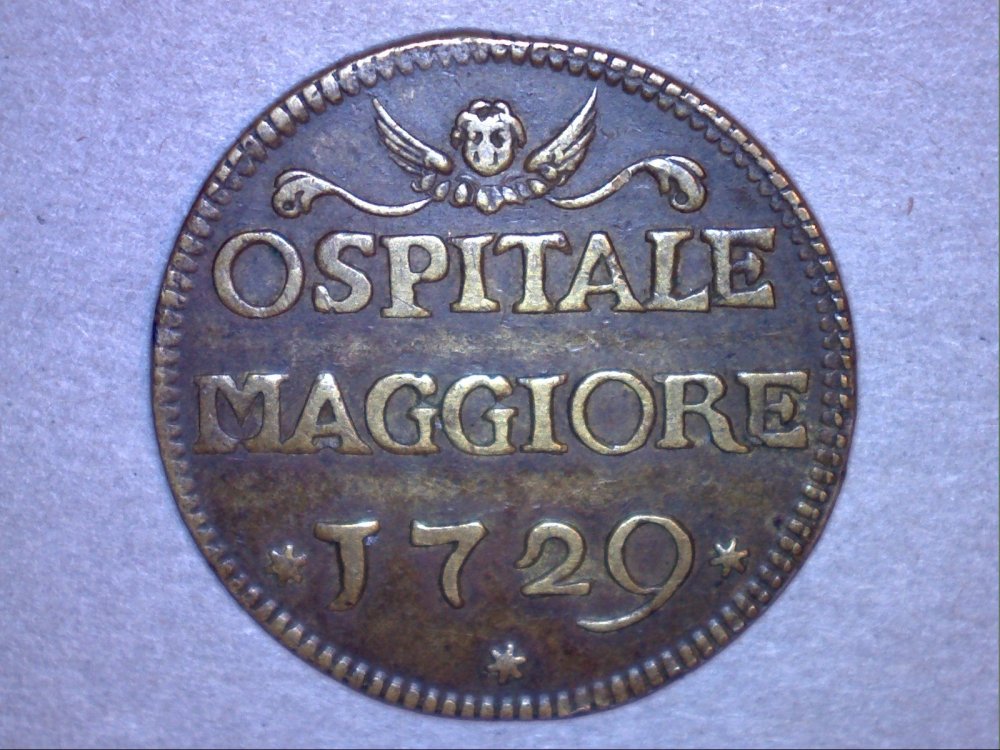 OSPITALE
MAGGIORE
* 1729 *
*